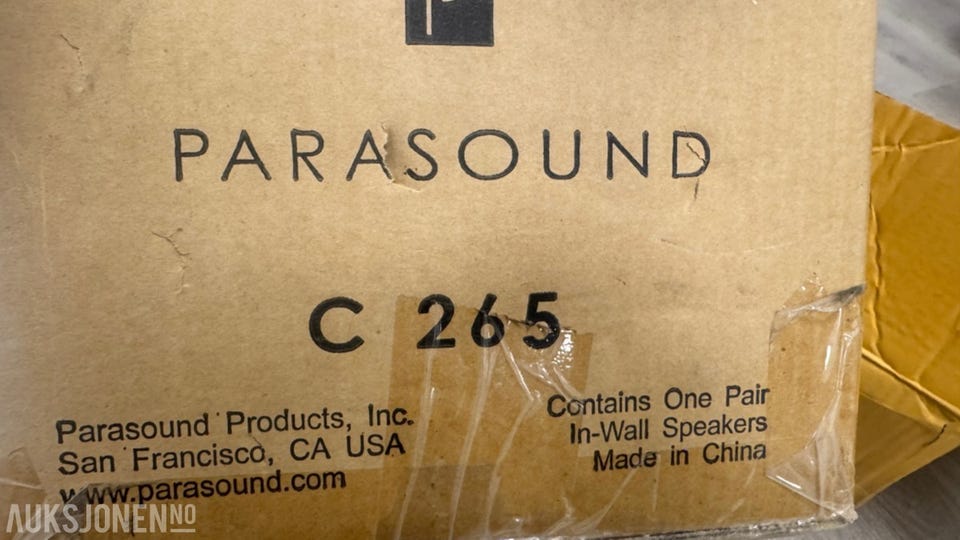 PARASOUND
C 265
Parasound Products, Inc.
San Francisco, CA USA
www.parasound.com
Contains One Pair
In-Wall Speakers
Made in China
AUKSJONEN NO